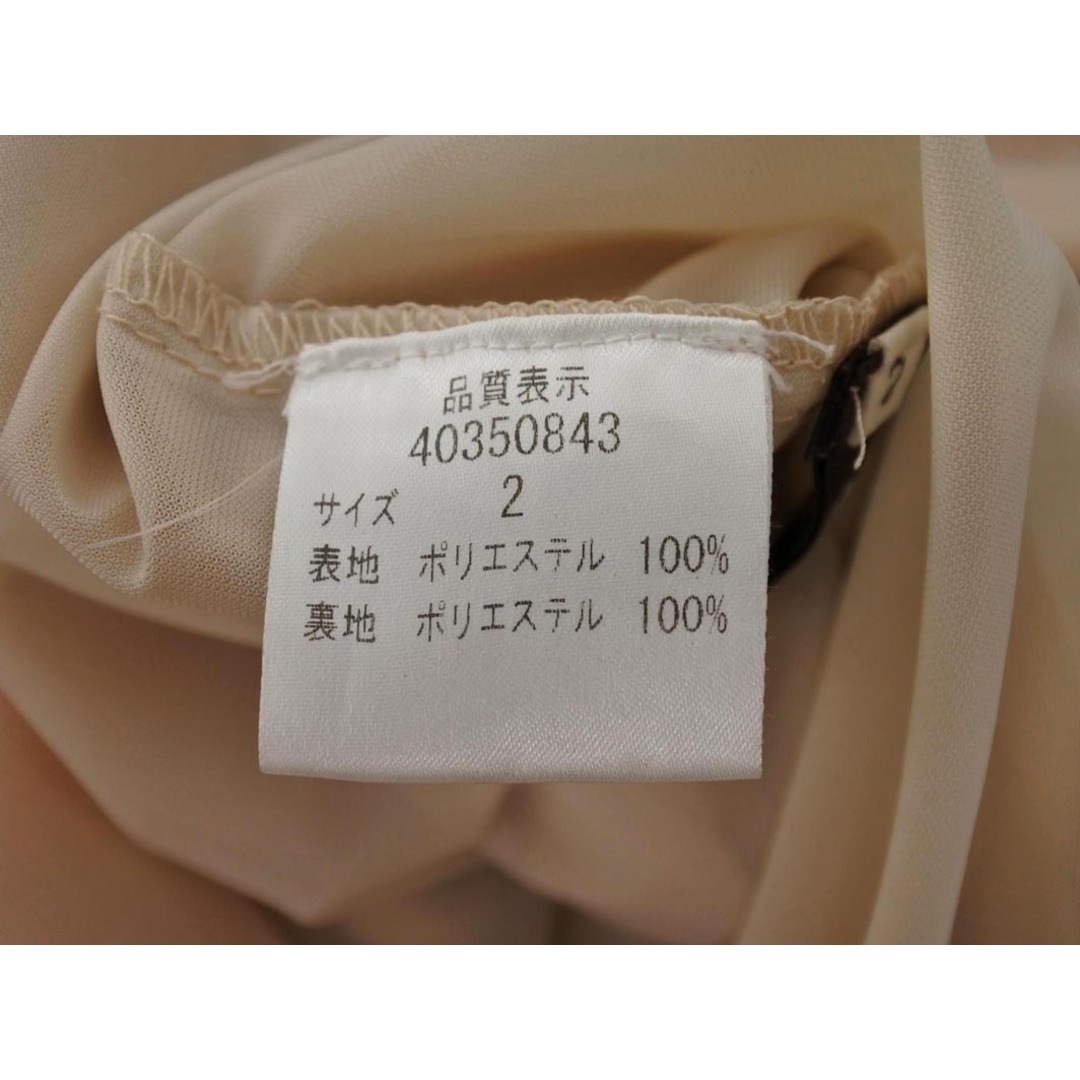 品質表示
40350843
サイズ 2
表地 ポリエステル 100%
裏地 ポリエステル 100%
2